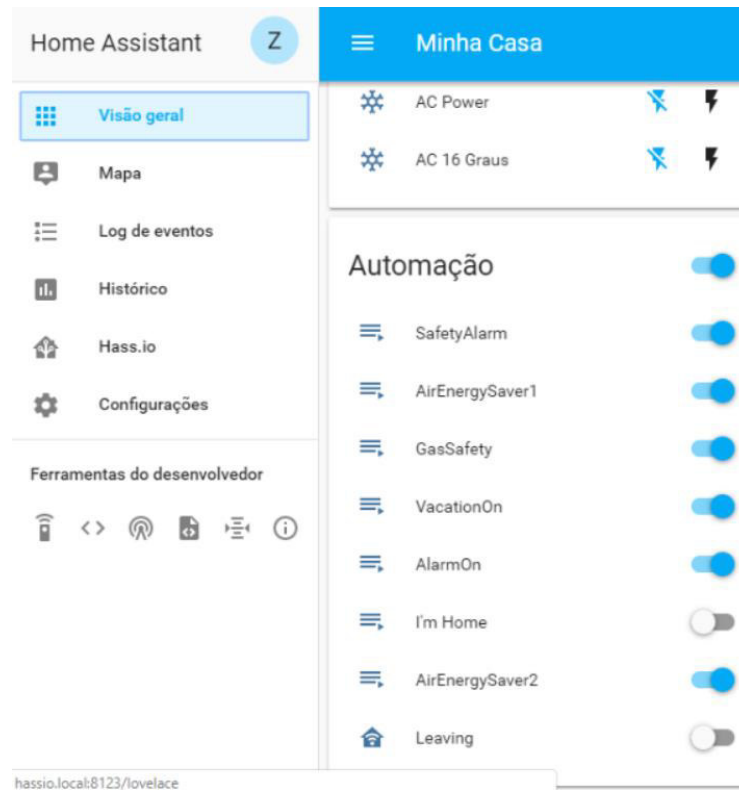 Home Assistant
Z
Visão geral
Mapa
Log de eventos
Histórico
Hass.io
Configurações
Ferramentas do desenvolvedor
hassio.local:8123/lovelace
Minha Casa
AC Power
AC 16 Graus
Automação
SafetyAlarm
AirEnergySaver1
GasSafety
VacationOn
AlarmOn
I'm Home
AirEnergySaver2
Leaving